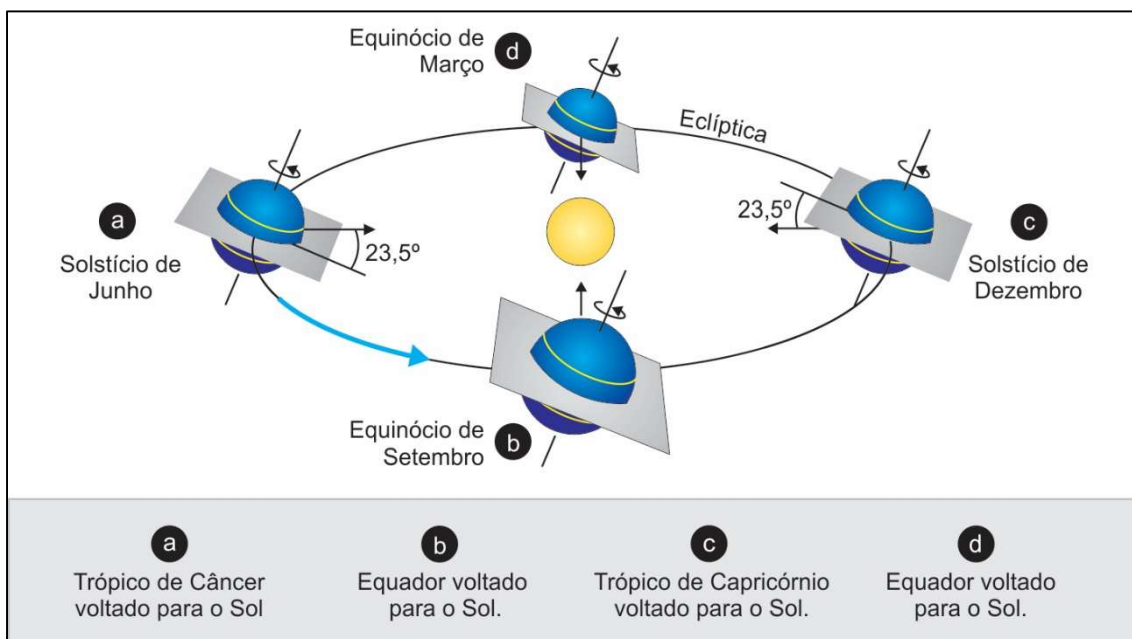 Equinócio de
Março
d
Eclíptica
a
Solstício de
Junho
23,5º
23,5º
c
Solstício de
Dezembro
Equinócio de
Setembro
b
a
Trópico de Câncer
voltado para o Sol
b
Equador voltado
para o Sol.
c
Trópico de Capricórnio
voltado para o Sol.
d
Equador voltado
para o Sol.